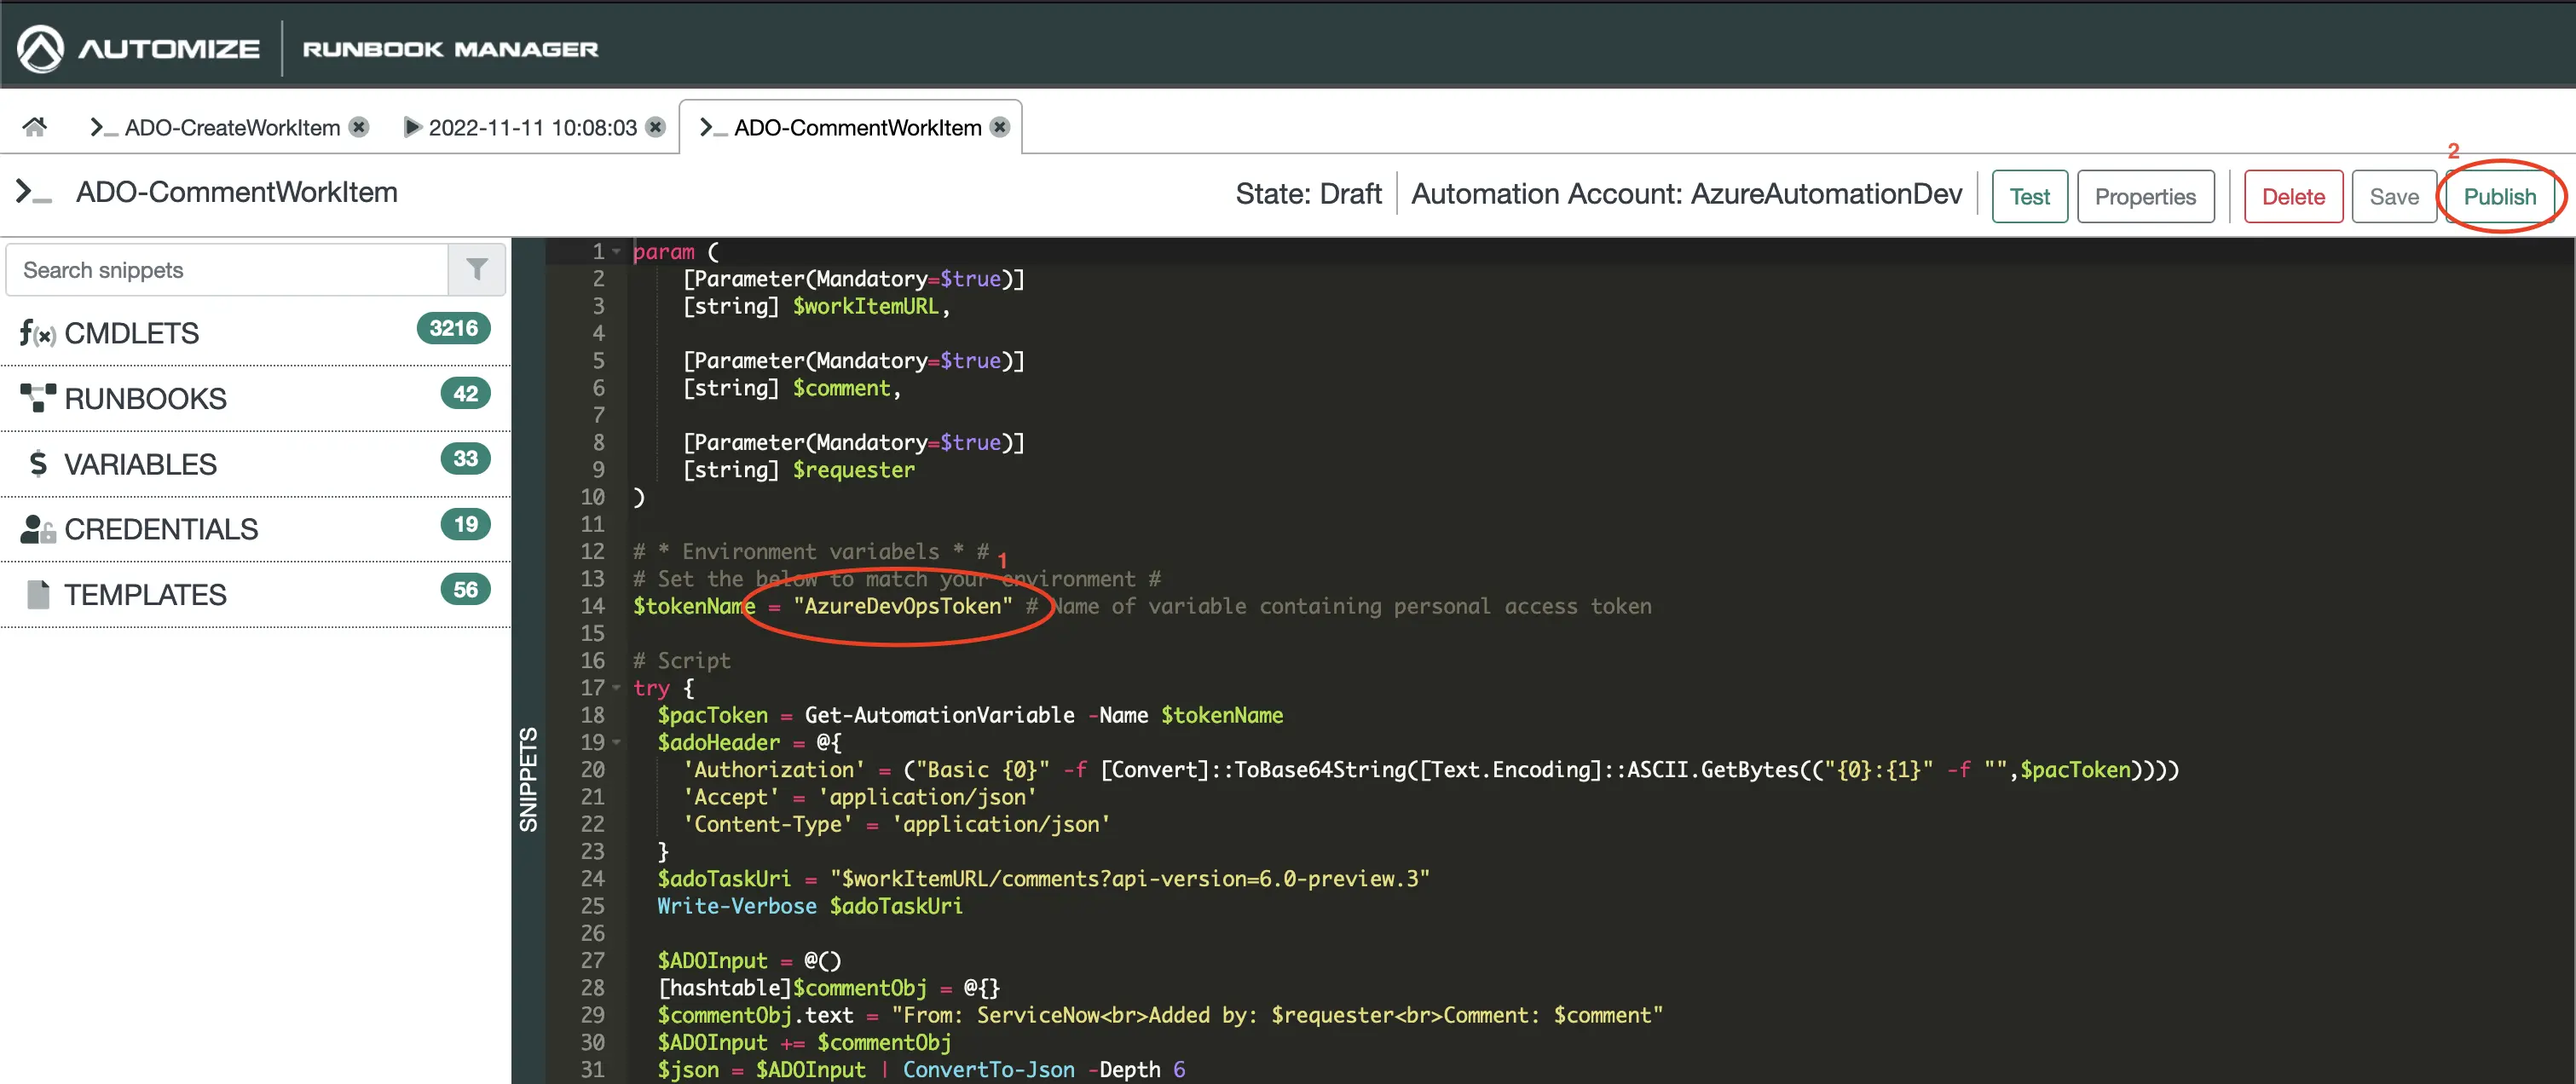 AUTOMIZE RUNBOOK MANAGER
ADO-CreateWorkItem 2022-11-11 10:08:03 ADO-CommentWorkItem
2
ADO-CommentWorkItem State: Draft Automation Account: AzureAutomationDev Test Properties Delete Save Publish
Search snippets
CMDLETS 3216
RUNBOOKS 42
VARIABLES 33
CREDENTIALS 19
TEMPLATES 56
SNIPPETS
1 param (
2 [Parameter(Mandatory=$true)]
3 [string] $workItemURL,
4
5 [Parameter(Mandatory=$true)]
6 [string] $comment,
7
8 [Parameter(Mandatory=$true)]
9 [string] $requester
10 )
11
12 # * Environment variabels * #
1
13 # Set the below to match your environment #
14 $tokenName = "AzureDevOpsToken" # Name of variable containing personal access token
15
16 # Script
17 try {
18 $pacToken = Get-AutomationVariable -Name $tokenName
19 $adoHeader = @{
20 'Authorization' = ("Basic {0}" -f [Convert]::ToBase64String([Text.Encoding]::ASCII.GetBytes(("{0}:{1}" -f "",$pacToken))))
21 'Accept' = 'application/json'
22 'Content-Type' = 'application/json'
23 }
24 $adoTaskUri = "$workItemURL/comments?api-version=6.0-preview.3"
25 Write-Verbose $adoTaskUri
26
27 $ADOInput = @()
28 [hashtable]$commentObj = @{}
29 $commentObj.text = "From: ServiceNow<br>Added by: $requester<br>Comment: $comment"
30 $ADOInput += $commentObj
31 $json = $ADOInput | ConvertTo-Json -Depth 6